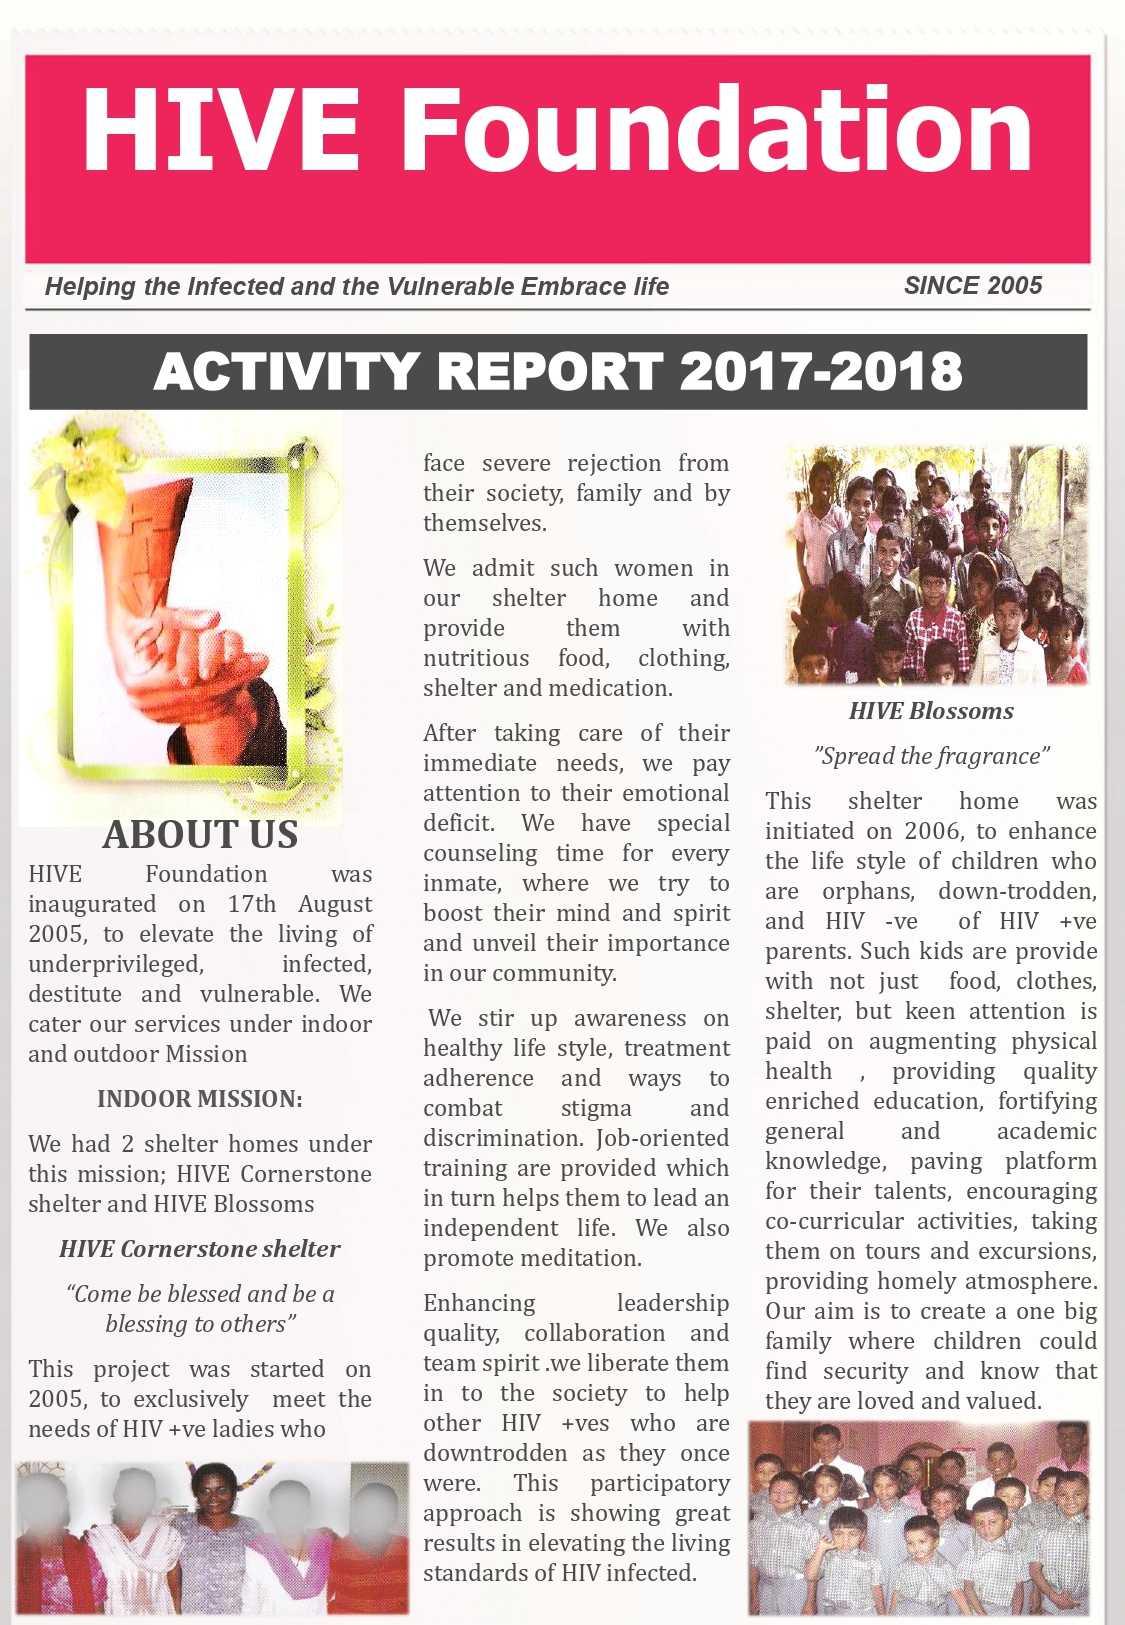 HIVE Foundation
Helping the Infected and the Vulnerable Embrace life
SINCE 2005
ACTIVITY REPORT 2017-2018
ABOUT US
HIVE Foundation was
inaugurated on 17th August
2005, to elevate the living of
underprivileged, infected,
destitute and vulnerable. We
cater our services under indoor
and outdoor Mission
INDOOR MISSION:
We had 2 shelter homes under
this mission; HIVE Cornerstone
shelter and HIVE Blossoms
HIVE Cornerstone shelter
“Come be blessed and be a
blessing to others”
This project was started on
2005, to exclusively meet the
needs of HIV +ve ladies who
face severe rejection from
their society, family and by
themselves.
We admit such women in
our shelter home and
provide them with
nutritious food, clothing,
shelter and medication.
After taking care of their
immediate needs, we pay
attention to their emotional
deficit. We have special
counseling time for every
inmate, where we try to
boost their mind and spirit
and unveil their importance
in our community.
We stir up awareness on
healthy life style, treatment
adherence and ways to
combat stigma and
discrimination. Job-oriented
training are provided which
in turn helps them to lead an
independent life. We also
promote meditation.
Enhancing leadership
quality, collaboration and
team spirit .we liberate them
in to the society to help
other HIV +ves who are
downtrodden as they once
were. This participatory
approach is showing great
results in elevating the living
standards of HIV infected.
HIVE Blossoms
”Spread the fragrance”
This shelter home was
initiated on 2006, to enhance
the life style of children who
are orphans, down-trodden,
and HIV -ve of HIV +ve
parents. Such kids are provide
with not just food, clothes,
shelter, but keen attention is
paid on augmenting physical
health , providing quality
enriched education, fortifying
general and academic
knowledge, paving platform
for their talents, encouraging
co-curricular activities, taking
them on tours and excursions,
providing homely atmosphere.
Our aim is to create a one big
family where children could
find security and know that
they are loved and valued.